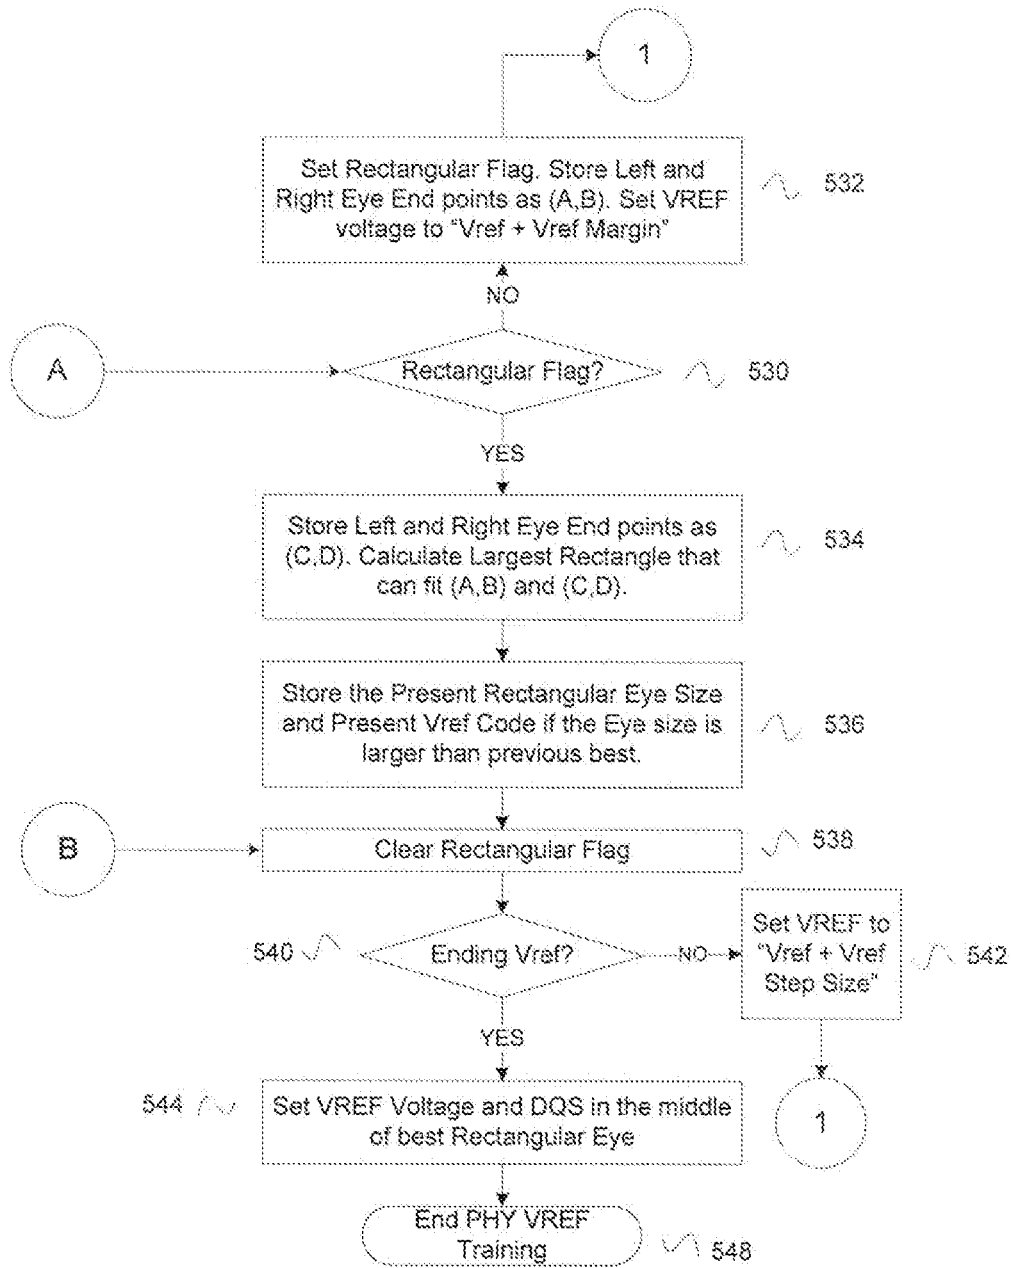 1
Set Rectangular Flag. Store Left and
Right Eye End points as (A,B). Set VREF
voltage to "Vref + Vref Margin"
532
NO
A
Rectangular Flag?
530
YES
Store Left and Right Eye End points as
(C,D). Calculate Largest Rectangle that
can fit (A,B) and (C,D).
534
Store the Present Rectangular Eye Size
and Present Vref Code if the Eye size is
larger than previous best.
536
B
Clear Rectangular Flag
538
540
Ending Vref?
NO
Set VREF to
"Vref + Vref
Step Size"
542
YES
544
Set VREF Voltage and DQS in the middle
of best Rectangular Eye
1
End PHY VREF
Training
548